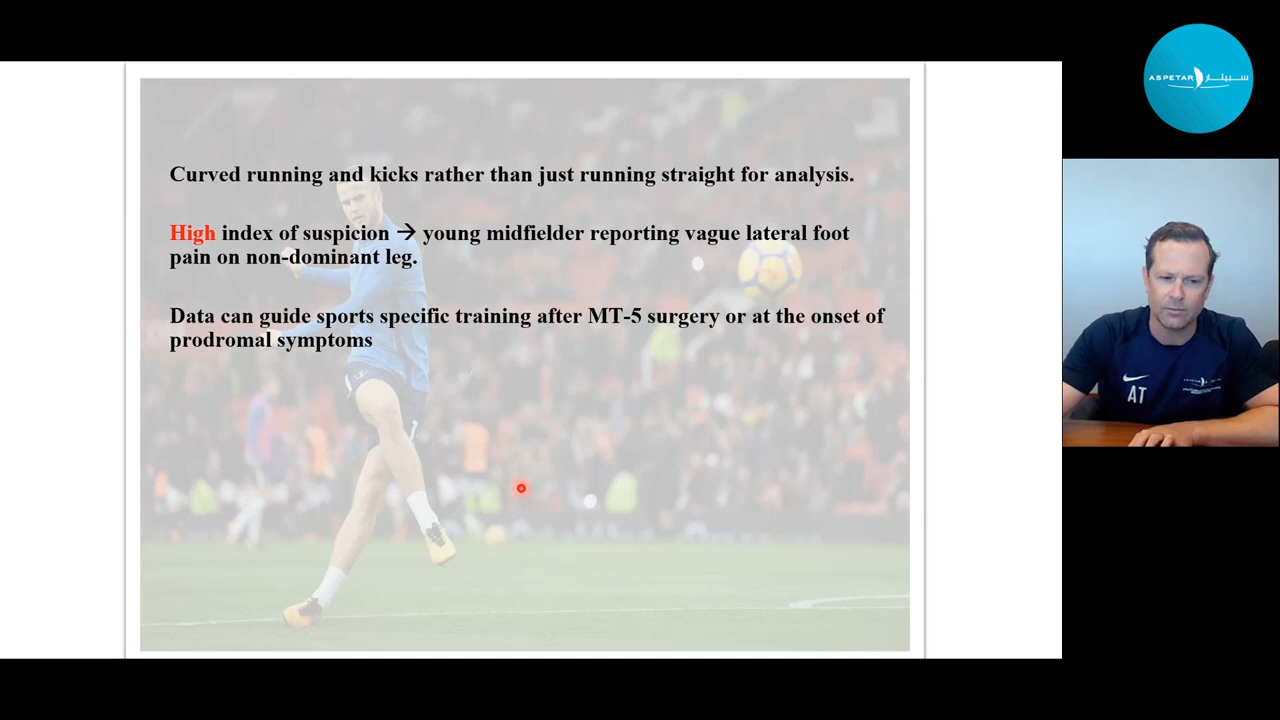 Curved running and kicks rather than just running straight for analysis.
High index of suspicion → young midfielder reporting vague lateral foot
pain on non-dominant leg.
Data can guide sports specific training after MT-5 surgery or at the onset of
prodromal symptoms
ASPETAR سبيتار
AT